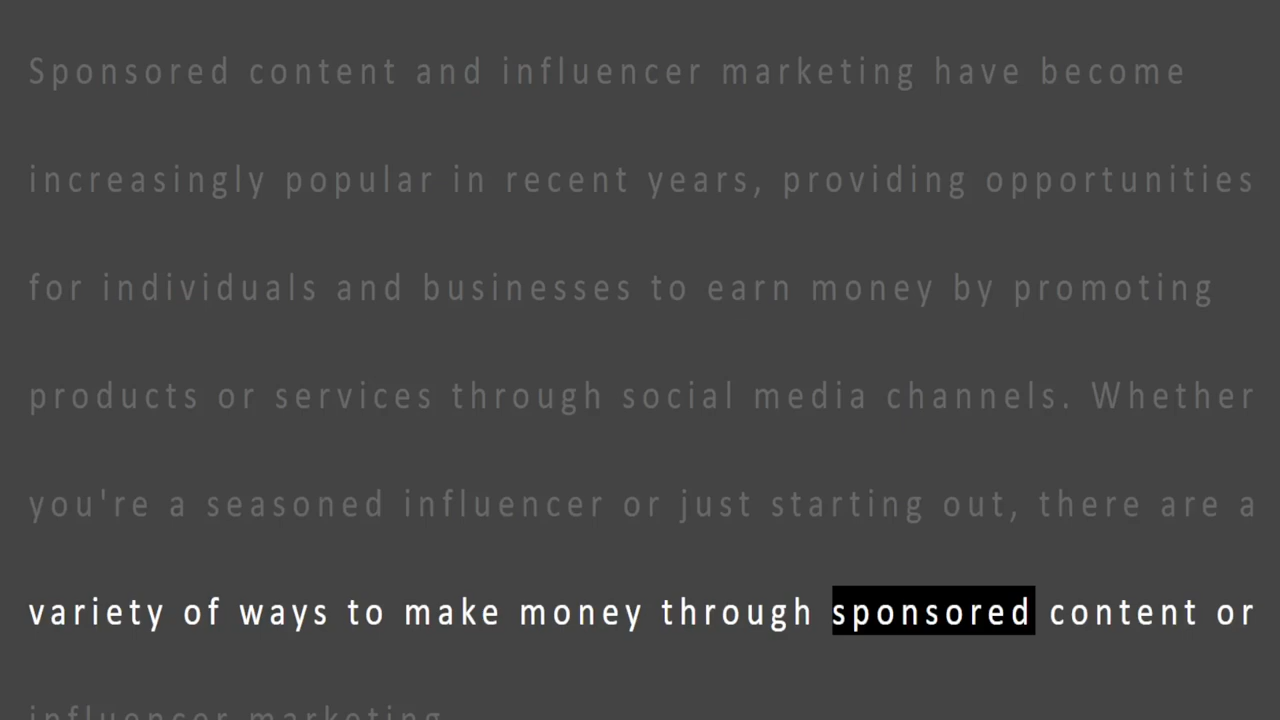 Sponsored content and influencer marketing have become
increasingly popular in recent years, providing opportunities
for individuals and businesses to earn money by promoting
products or services through social media channels. Whether
you're a seasoned influencer or just starting out, there are a
variety of ways to make money through sponsored content or
influencer marketing